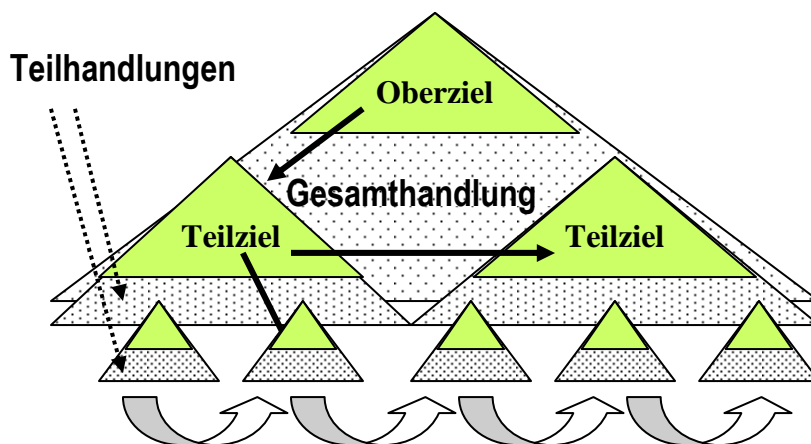 Teilhandlungen
Oberziel
Gesamthandlung
Teilziel
Teilziel